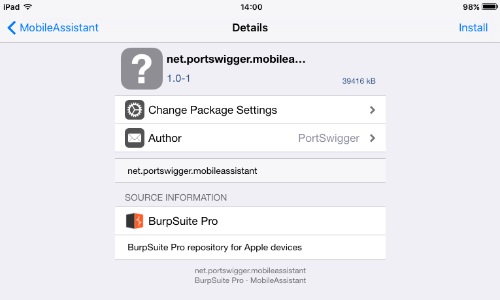 iPad 14:00 98%
MobileAssistant Details Install
net.portswigger.mobilea...
1.0-1 39416 kB
Change Package Settings
Author PortSwigger
net.portswigger.mobileassistant
SOURCE INFORMATION
BurpSuite Pro
BurpSuite Pro repository for Apple devices
net.portswigger.mobileassistant
BurpSuite Pro - MobileAssistant